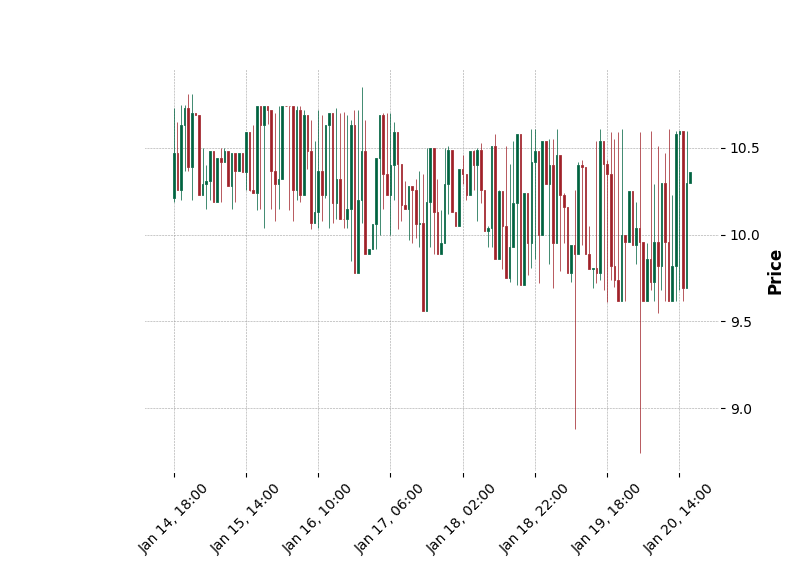 10.5
10.0
9.5
9.0
Price
Jan 14, 18:00
Jan 15, 14:00
Jan 16, 10:00
Jan 17, 06:00
Jan 18, 02:00
Jan 18, 22:00
Jan 19, 18:00
Jan 20, 14:00